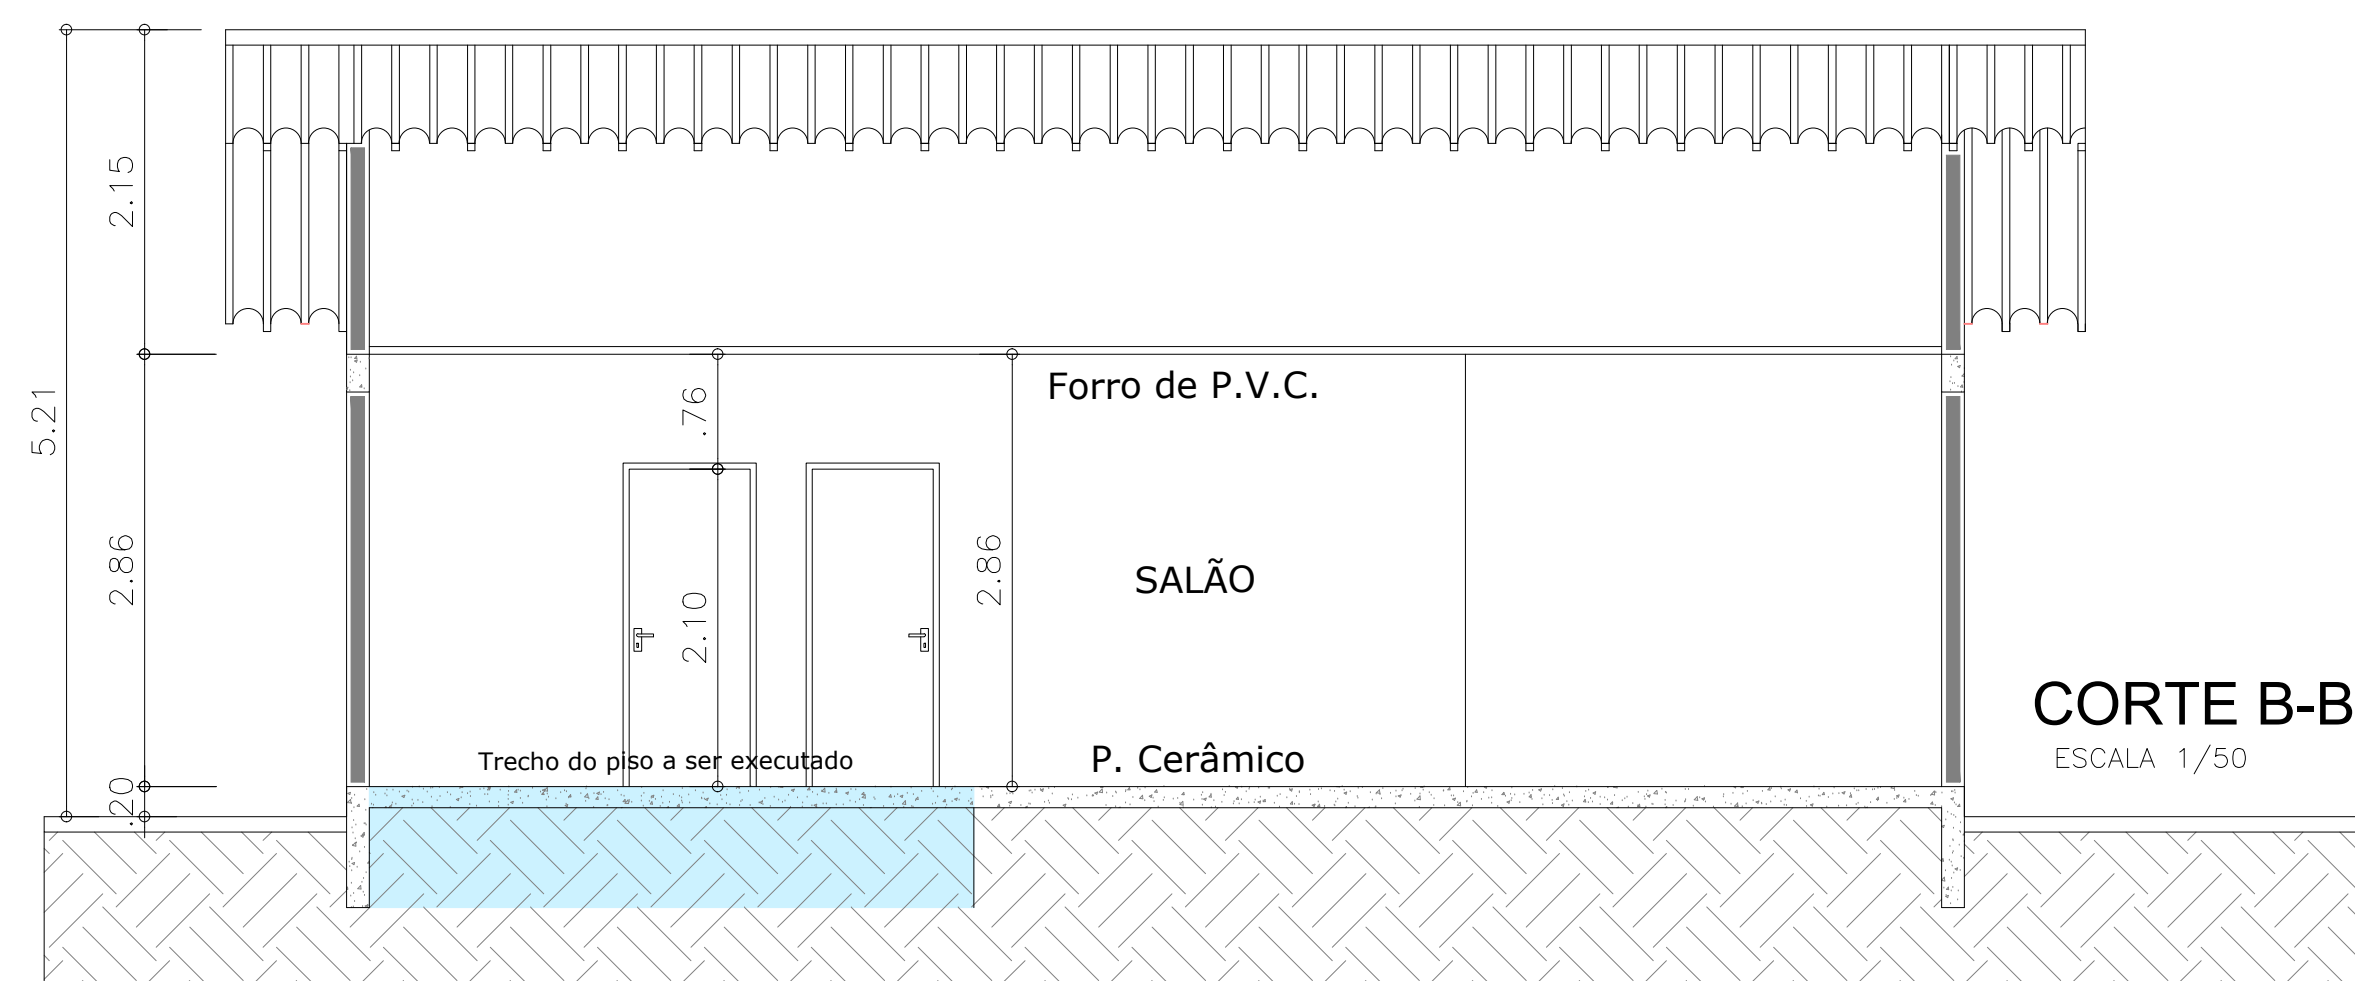 2.15
5.21
Forro de P.V.C.
.76
2.86
2.86
SALÃO
2.10
CORTE B-B
ESCALA 1/50
Trecho do piso a ser executado
P. Cerâmico
.20